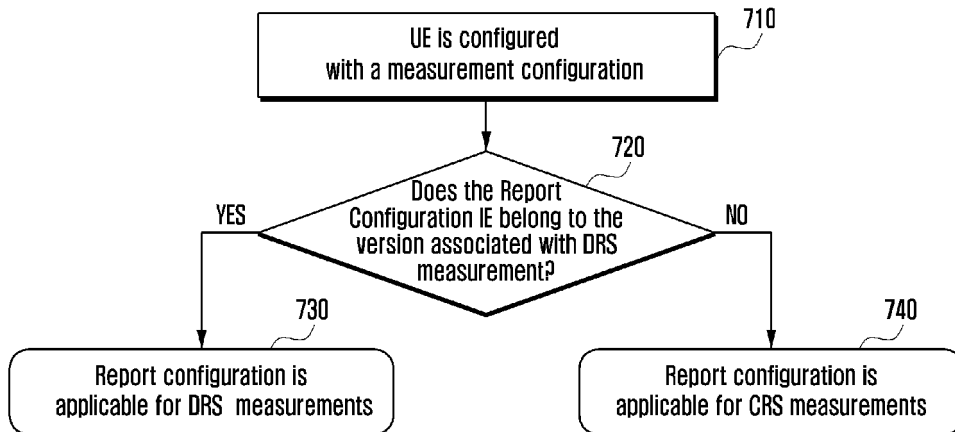 710
UE is configured
with a measurement configuration
720
Does the Report
Configuration IE belong to the
version associated with DRS
measurement?
YES
NO
730
Report configuration is
applicable for DRS measurements
740
Report configuration is
applicable for CRS measurements